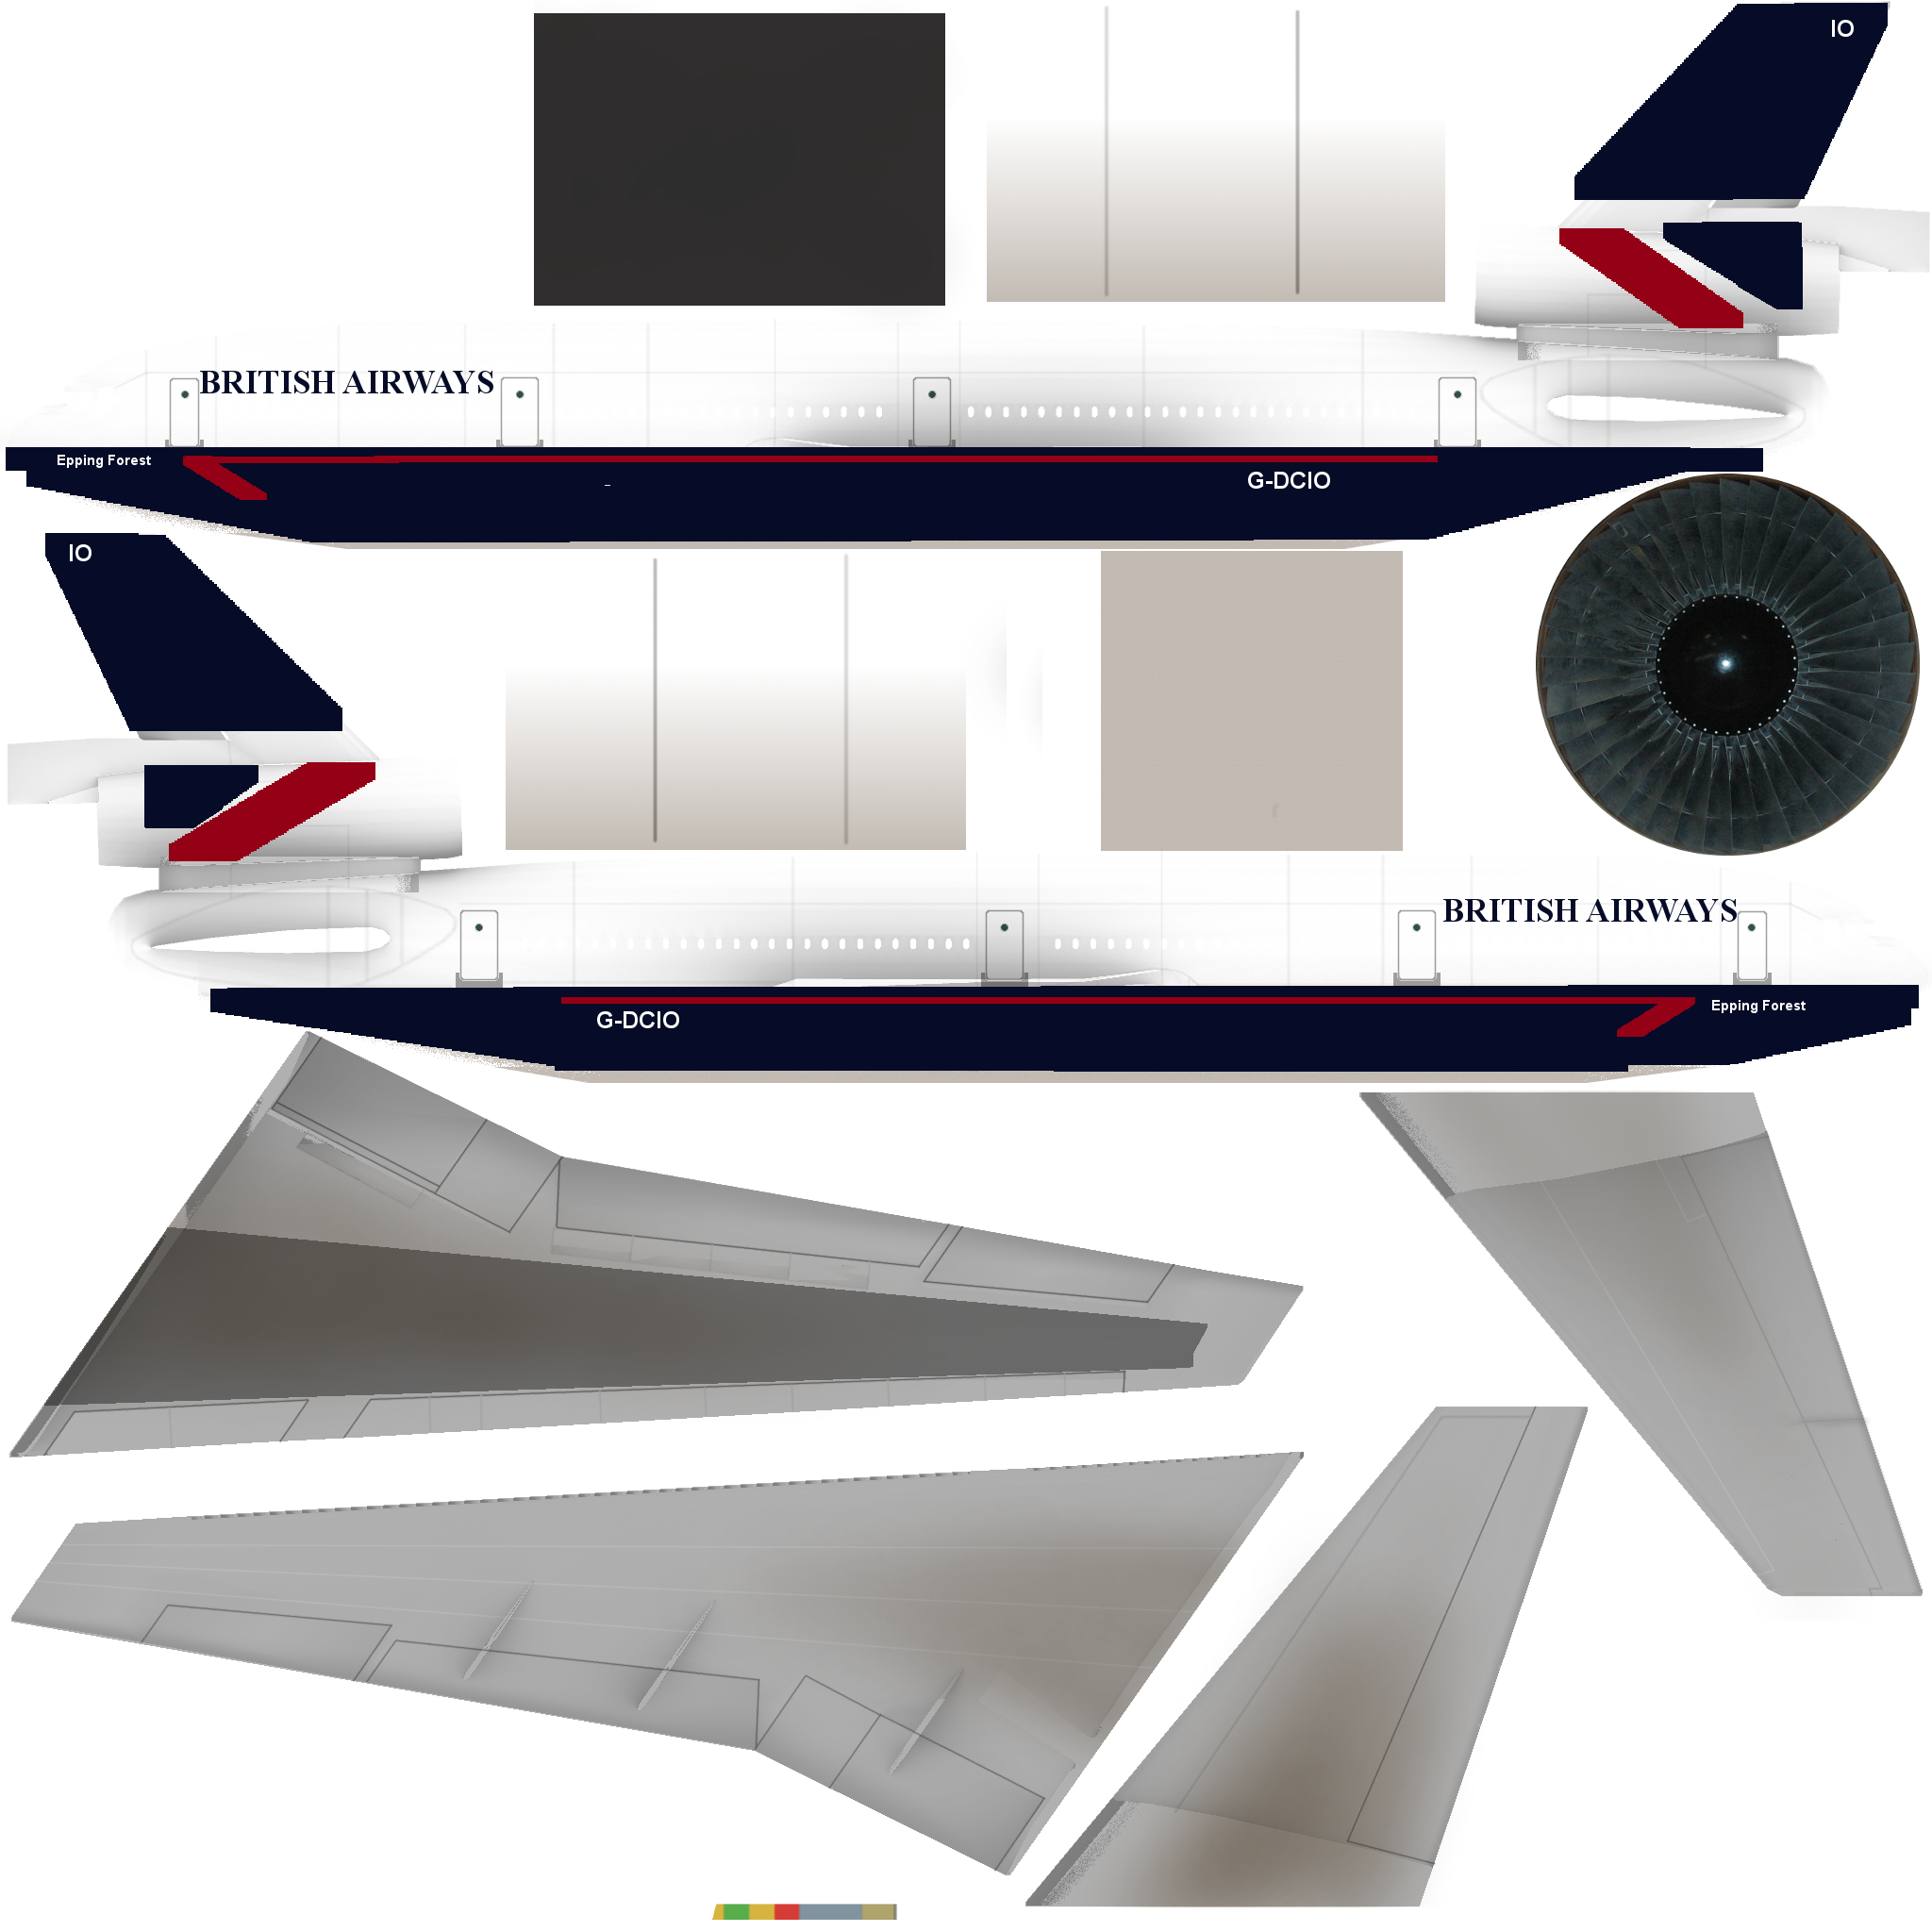 IO
BRITISH AIRWAYS
Epping Forest
G-DCIO
IO
BRITISH AIRWAYS
G-DCIO
Epping Forest